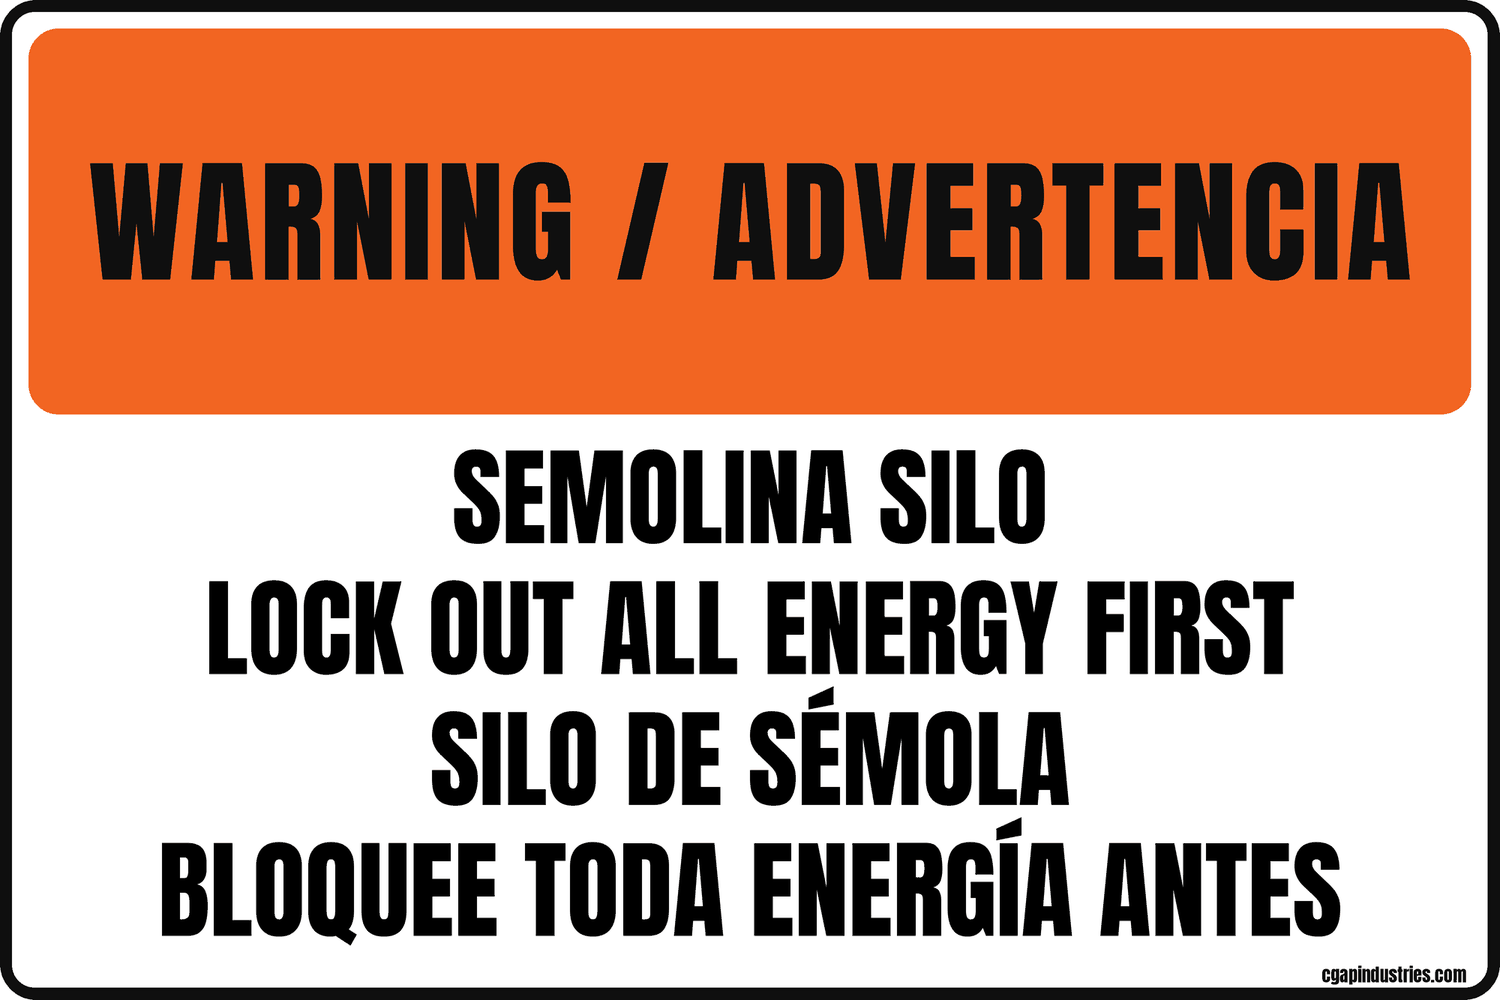 WARNING / ADVERTENCIA
SEMOLINA SILO
LOCK OUT ALL ENERGY FIRST
SILO DE SÉMOLA
BLOQUEE TODA ENERGÍA ANTES
cgapindustries.com